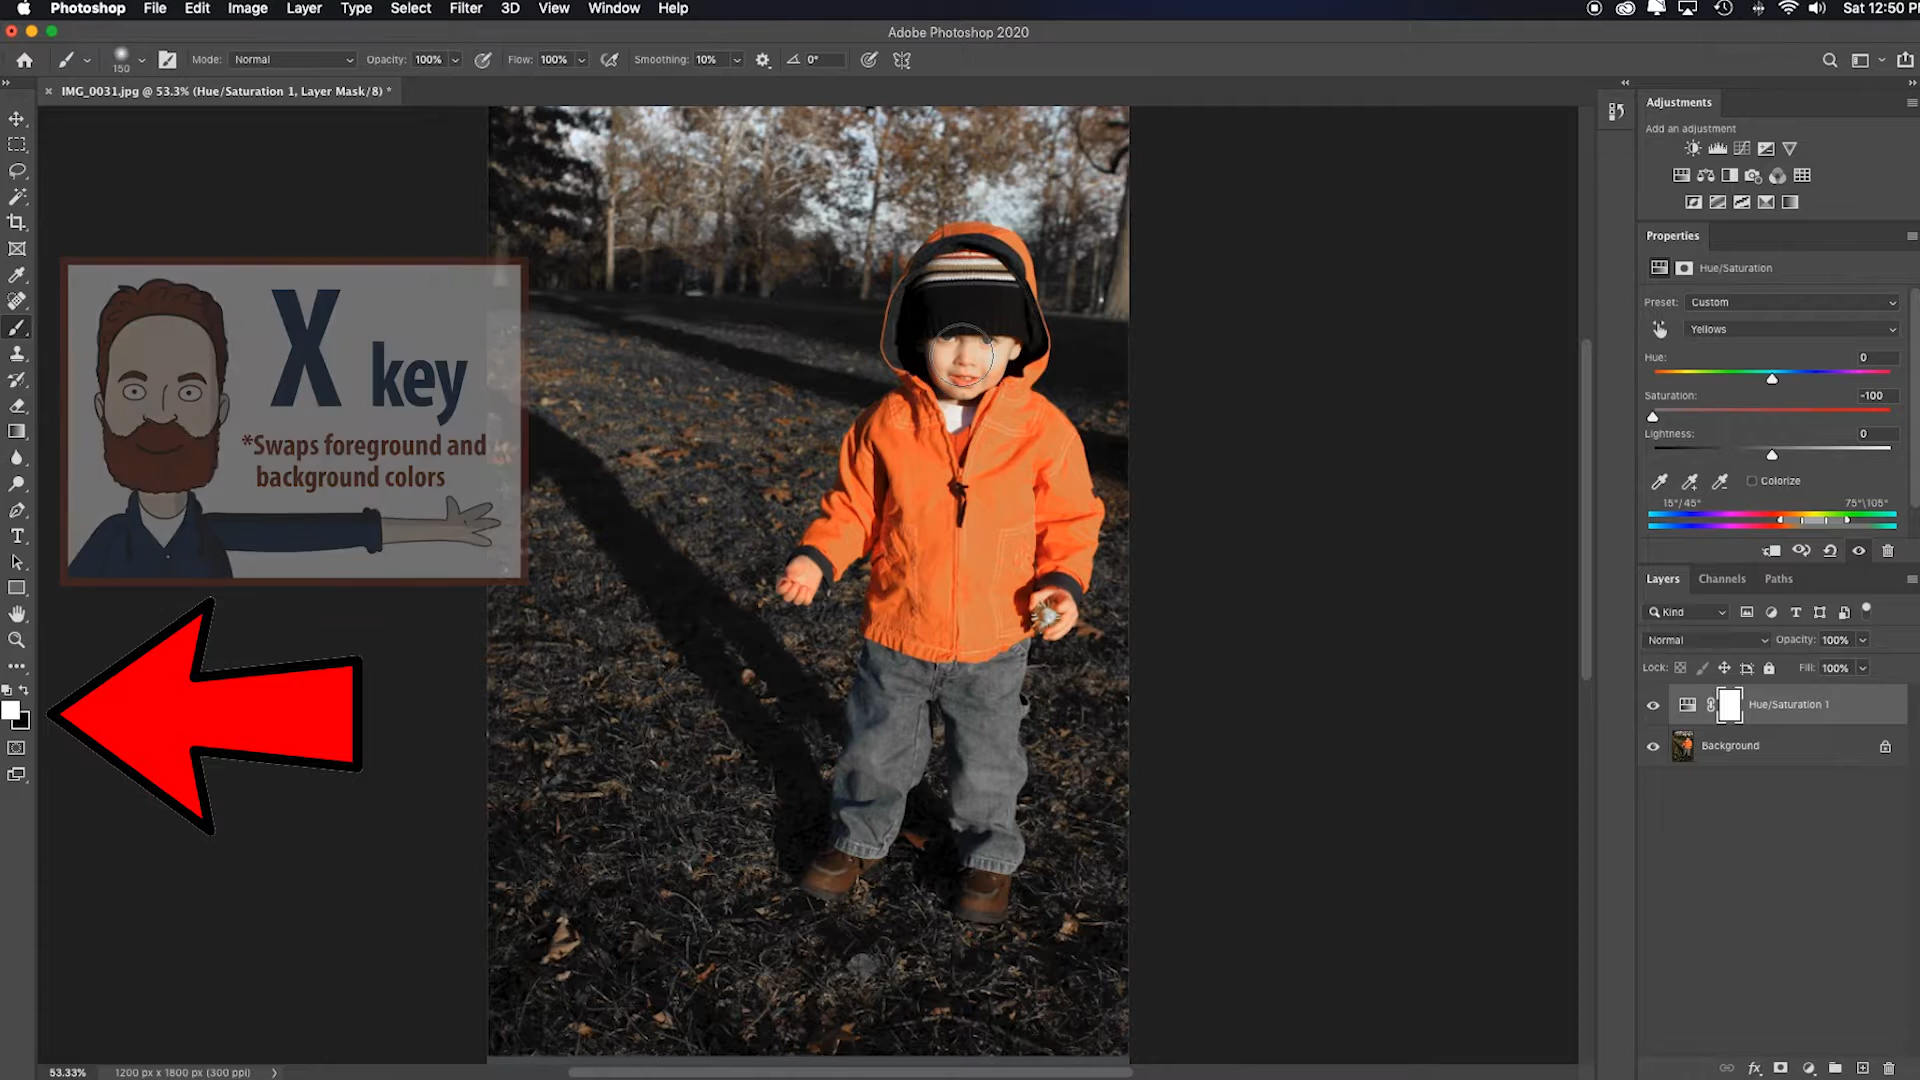 Photoshop File Edit Image Layer Type Select Filter 3D View Window Help Sat 12:50 P
Adobe Photoshop 2020
150 Mode: Normal Opacity: 100% Flow: 100% Smoothing: 10% 0°
IMG_0031.jpg @ 53.3% (Hue/Saturation 1, Layer Mask/8) *
X key
*Swaps foreground and
background colors
Adjustments
Add an adjustment
Properties
Hue/Saturation
Preset: Custom
Yellows
Hue: 0
Saturation: -100
Lightness: 0
Colorize
15°/45° 75°\105°
Layers Channels Paths
Kind
Normal Opacity: 100%
Lock: Fill: 100%
Hue/Saturation 1
Background
53.33% 1200 px x 1800 px (300 ppi)